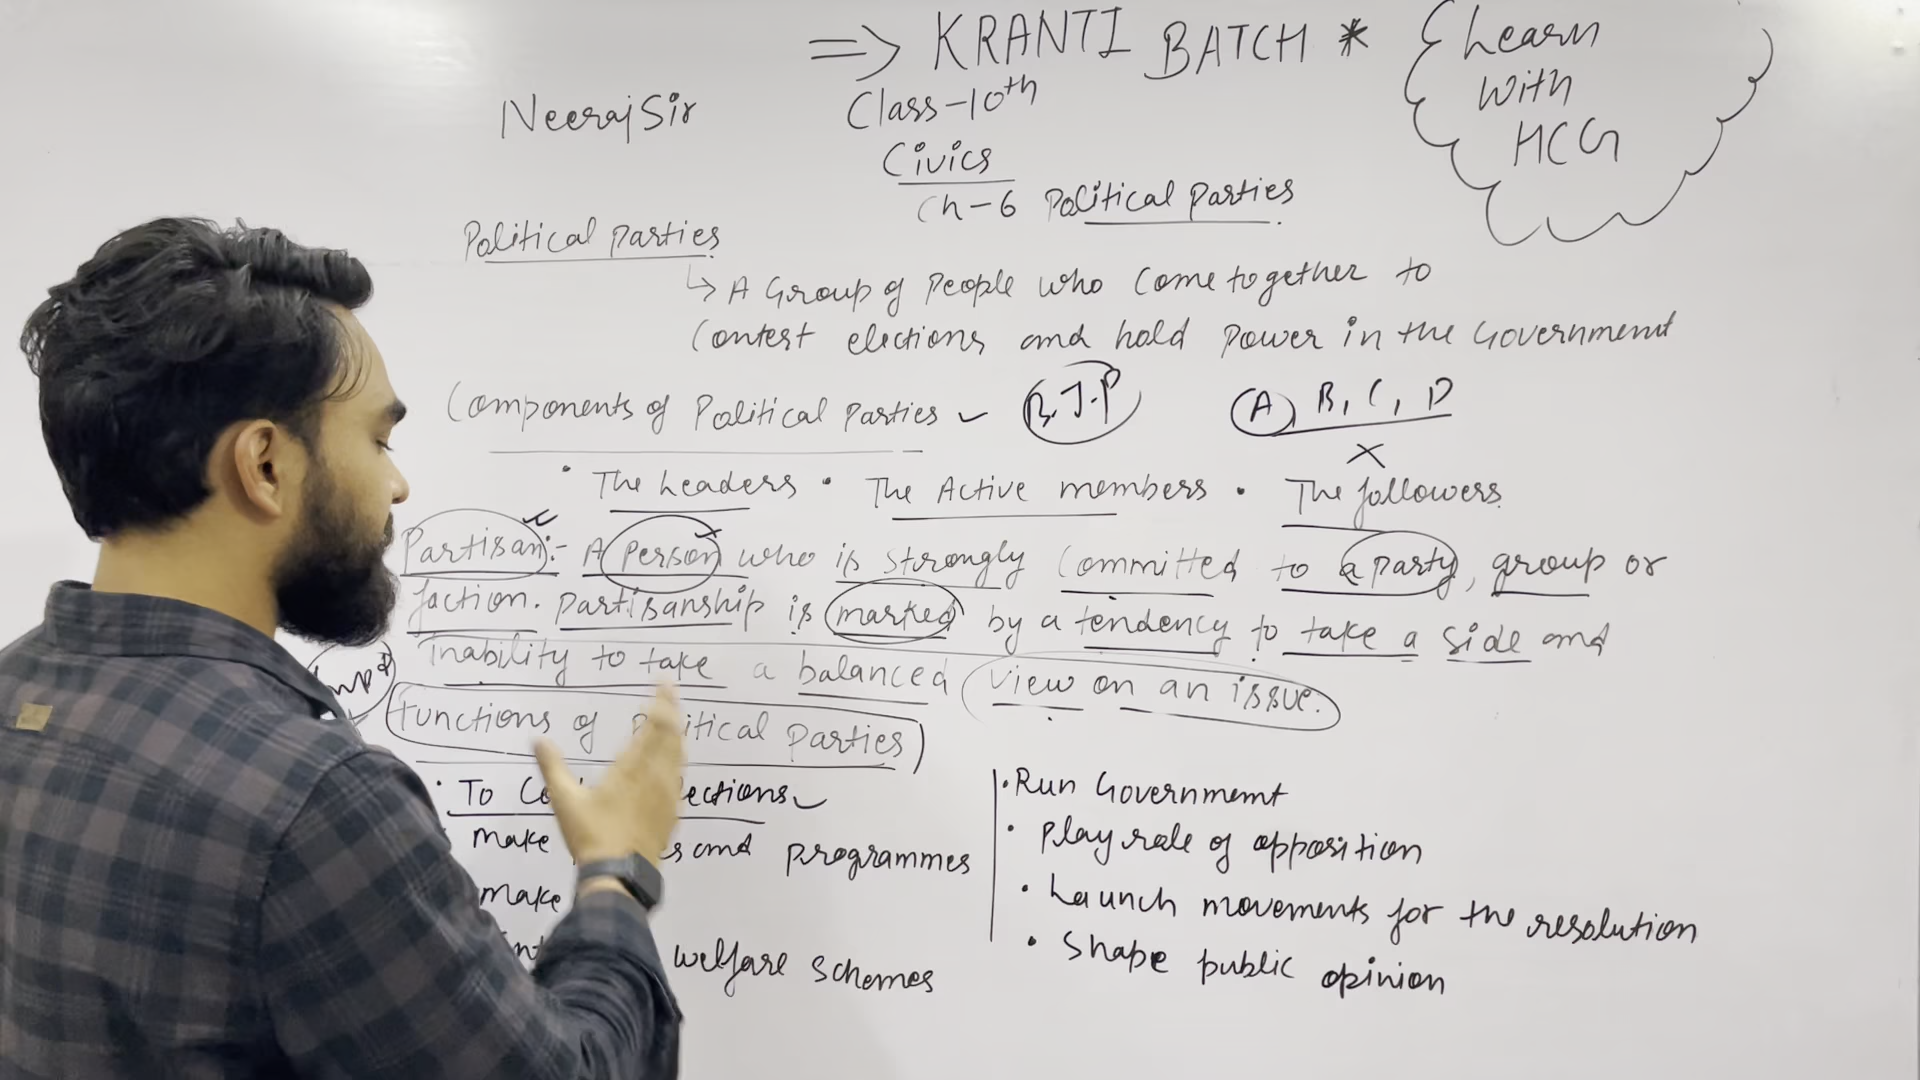 => KRANTI BATCH *
Learn
with
HCG
Neeraj Sir
Class-10th
Civics
Ch-6 Political Parties
Political Parties
↳ A Group of People who Come together to
Contest elections and hold Power in the Government
Components of Political Parties ✓ B.J.P A, B, C, D
X
• The Leaders • The Active members • The followers
Partisan:- A Person who is strongly Committed to a party, group or
faction. Partisanship is marked by a tendency to take a side and
Inability to take a balanced view on an issue.
Imp
Functions of Political Parties
• To elections ✓
make and programmes
make
welfare schemes
• Run Government
• Play role of opposition
• Launch movements for the resolution
• Shape public opinion